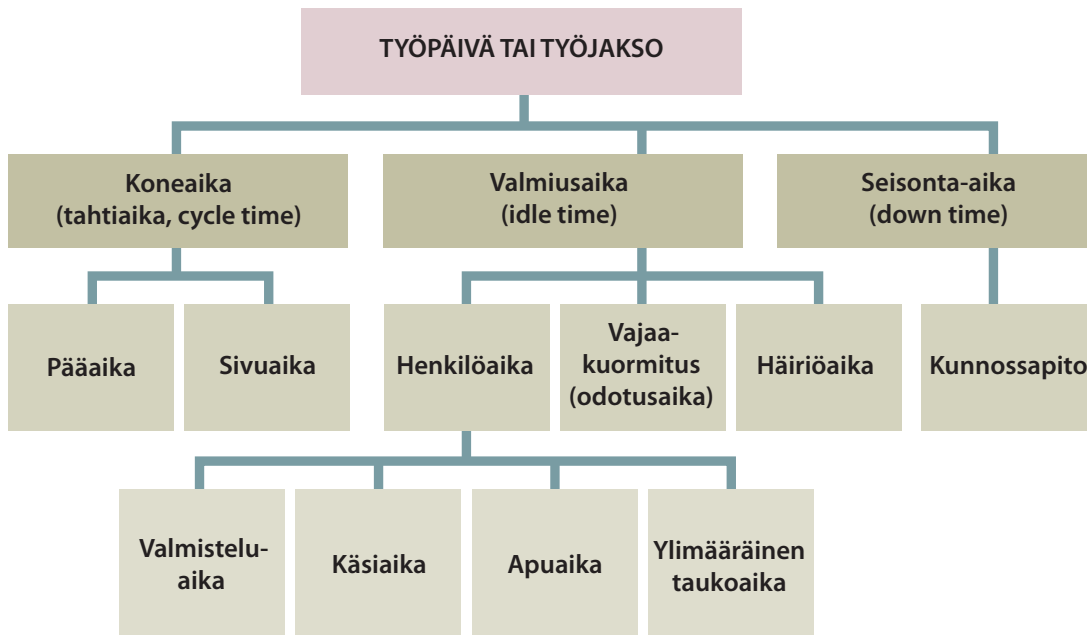 TYÖPÄIVÄ TAI TYÖJAKSO
Koneaika
(tahtiaika, cycle time)
Valmiusaika
(idle time)
Seisonta-aika
(down time)
Pääaika
Sivuaika
Henkilöaika
Vajaa-
kuormitus
(odotusaika)
Häiriöaika
Kunnossapito
Valmistelu-
aika
Käsiaika
Apuaika
Ylimääräinen
taukoaika